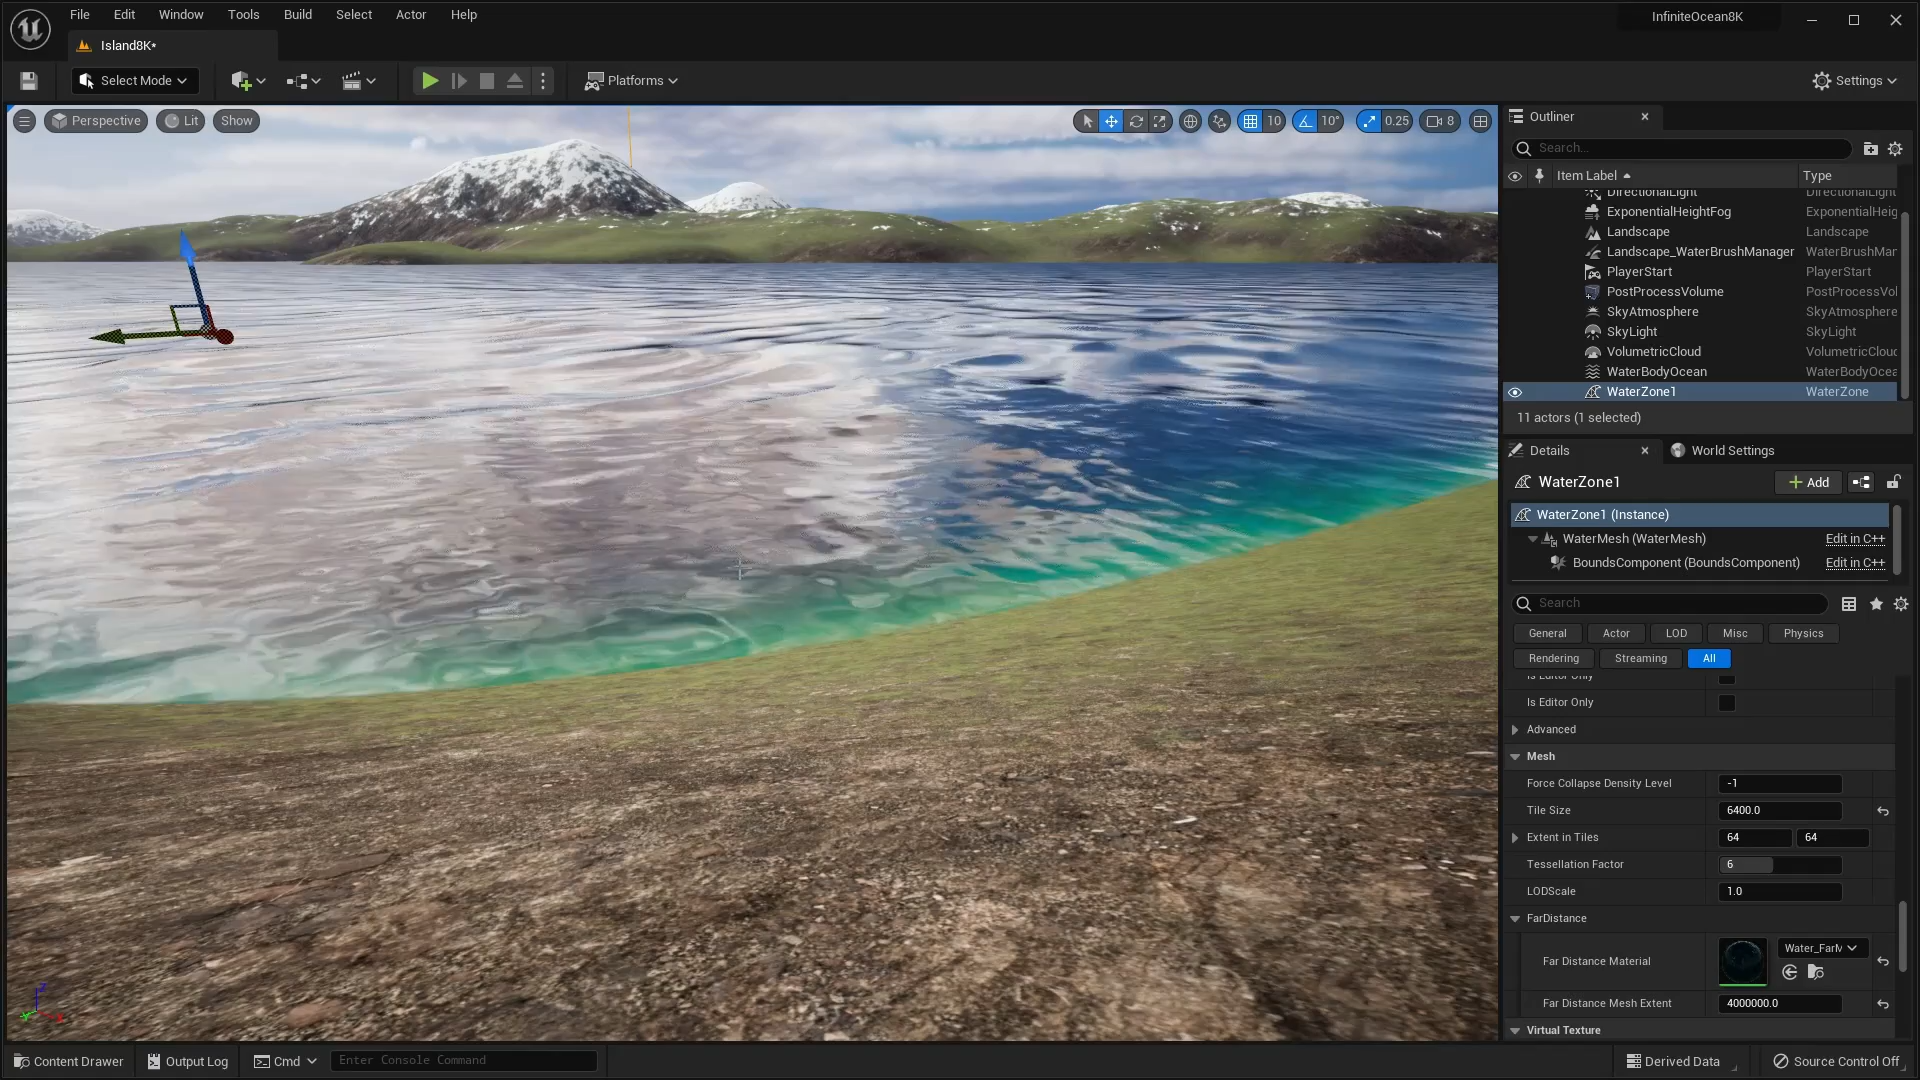 File Edit Window Tools Build Select Actor Help
InfiniteOcean8K
Island8K*
Select Mode
Platforms
Settings
Perspective Lit Show
10 10° 0.25 8
Outliner
Search...
Item Label Type
DirectionalLight DirectionalLight
ExponentialHeightFog ExponentialHeig
Landscape Landscape
Landscape_WaterBrushManager WaterBrushMar
PlayerStart PlayerStart
PostProcessVolume PostProcessVol
SkyAtmosphere SkyAtmosphere
SkyLight SkyLight
VolumetricCloud VolumetricClouc
WaterBodyOcean WaterBodyOcea
WaterZone1 WaterZone
11 actors (1 selected)
Details World Settings
WaterZone1
Add
WaterZone1 (Instance)
WaterMesh (WaterMesh) Edit in C++
BoundsComponent (BoundsComponent) Edit in C++
Search
General Actor LOD Misc Physics
Rendering Streaming All
Is Editor Only
Is Editor Only
Advanced
Mesh
Force Collapse Density Level -1
Tile Size 6400.0
Extent in Tiles 64 64
Tessellation Factor 6
LODScale 1.0
FarDistance
Water_FarM
Far Distance Material
Far Distance Mesh Extent 4000000.0
Virtual Texture
Z
Y X
Content Drawer Output Log Cmd Enter Console Command Derived Data Source Control Off